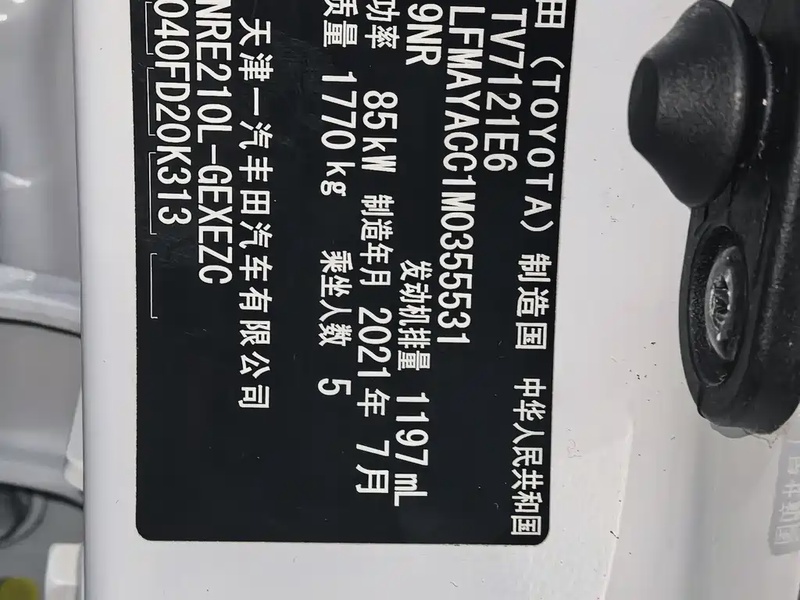 田（TOYOTA） 制造国 中华人民共和国
TV7121E6
LFMAYACC1M0355531
9NR 发动机排量 1197mL
功率 85kW 制造年月 2021年 7月
质量 1770kg 乘坐人数 5
天津一汽丰田汽车有限公司
NRE210L-GEXEZC
040FD20K313